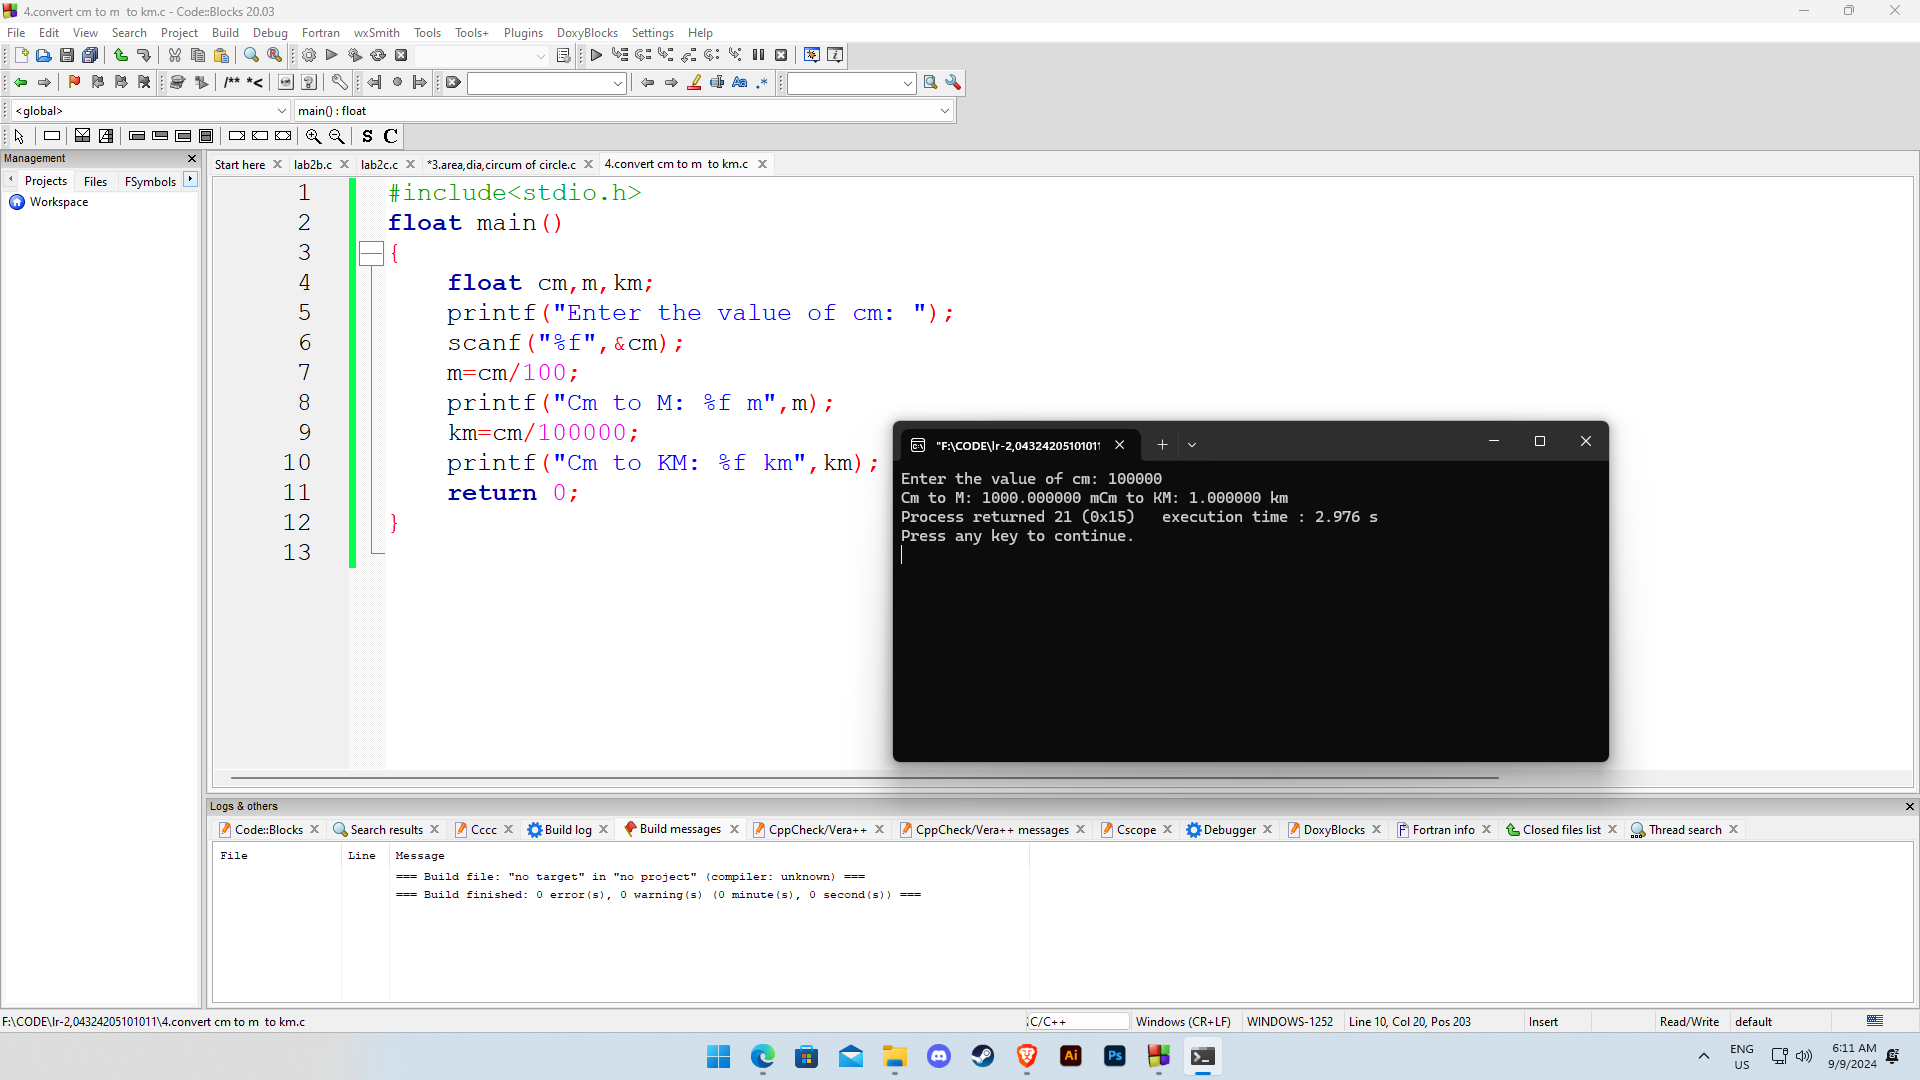 4.convert cm to m  to km.c - Code::Blocks 20.03
File Edit View Search Project Build Debug Fortran wxSmith Tools Tools+ Plugins DoxyBlocks Settings Help
/** *<
<global> main() : float
S C
Management
Start here lab2b.c lab2c.c *3.area,dia,circum of circle.c 4.convert cm to m  to km.c
Projects Files FSymbols
Workspace
1 #include<stdio.h>
2 float main()
3 {
4 float cm,m,km;
5 printf("Enter the value of cm: ");
6 scanf("%f",&cm);
7 m=cm/100;
8 printf("Cm to M: %f m",m);
9 km=cm/100000;
10 printf("Cm to KM: %f km",km);
11 return 0;
12 }
13
"F:\CODE\lr-2,04324205101011
Enter the value of cm: 100000
Cm to M: 1000.000000 mCm to KM: 1.000000 km
Process returned 21 (0x15)   execution time : 2.976 s
Press any key to continue.
Logs & others
Code::Blocks Search results Cccc Build log Build messages CppCheck/Vera++ CppCheck/Vera++ messages Cscope Debugger DoxyBlocks Fortran info Closed files list Thread search
File Line Message
=== Build file: "no target" in "no project" (compiler: unknown) ===
=== Build finished: 0 error(s), 0 warning(s) (0 minute(s), 0 second(s)) ===
F:\CODE\lr-2,04324205101011\4.convert cm to m  to km.c C/C++ Windows (CR+LF) WINDOWS-1252 Line 10, Col 20, Pos 203 Insert Read/Write default
Ai Ps
ENG
US
6:11 AM
9/9/2024